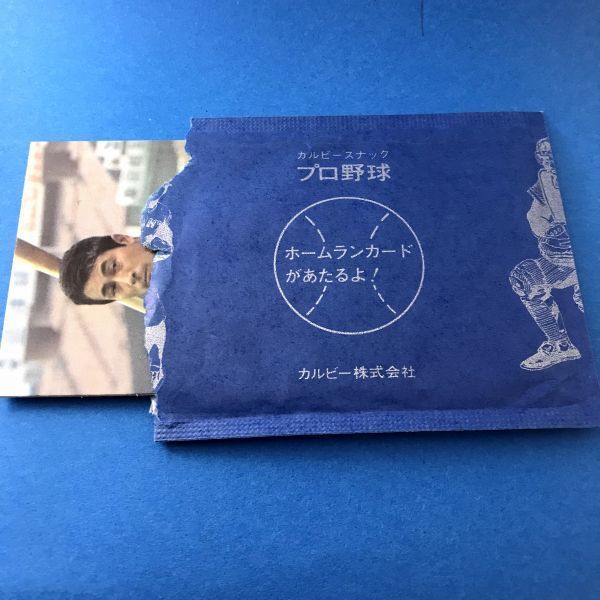 カルビースナック
プロ野球
ホームランカード
があたるよ!
カルビー株式会社